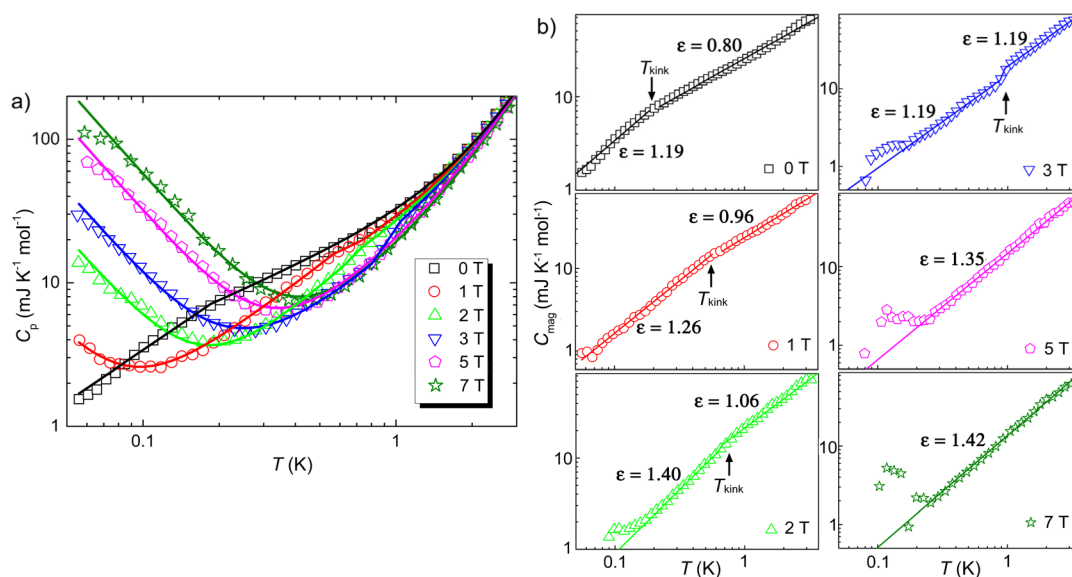 a)
C_p (mJ K⁻¹ mol⁻¹)
100
10
1
0.1
1
T (K)
0 T
1 T
2 T
3 T
5 T
7 T
b)
C_mag (mJ K⁻¹ mol⁻¹)
10
1
ε = 0.80
T_kink
ε = 1.19
0 T
10
1
ε = 1.19
ε = 1.19
T_kink
3 T
10
1
ε = 0.96
T_kink
ε = 1.26
1 T
10
1
ε = 1.35
5 T
10
1
ε = 1.06
ε = 1.40
T_kink
2 T
0.1
1
T (K)
10
1
ε = 1.42
7 T
0.1
1
T (K)